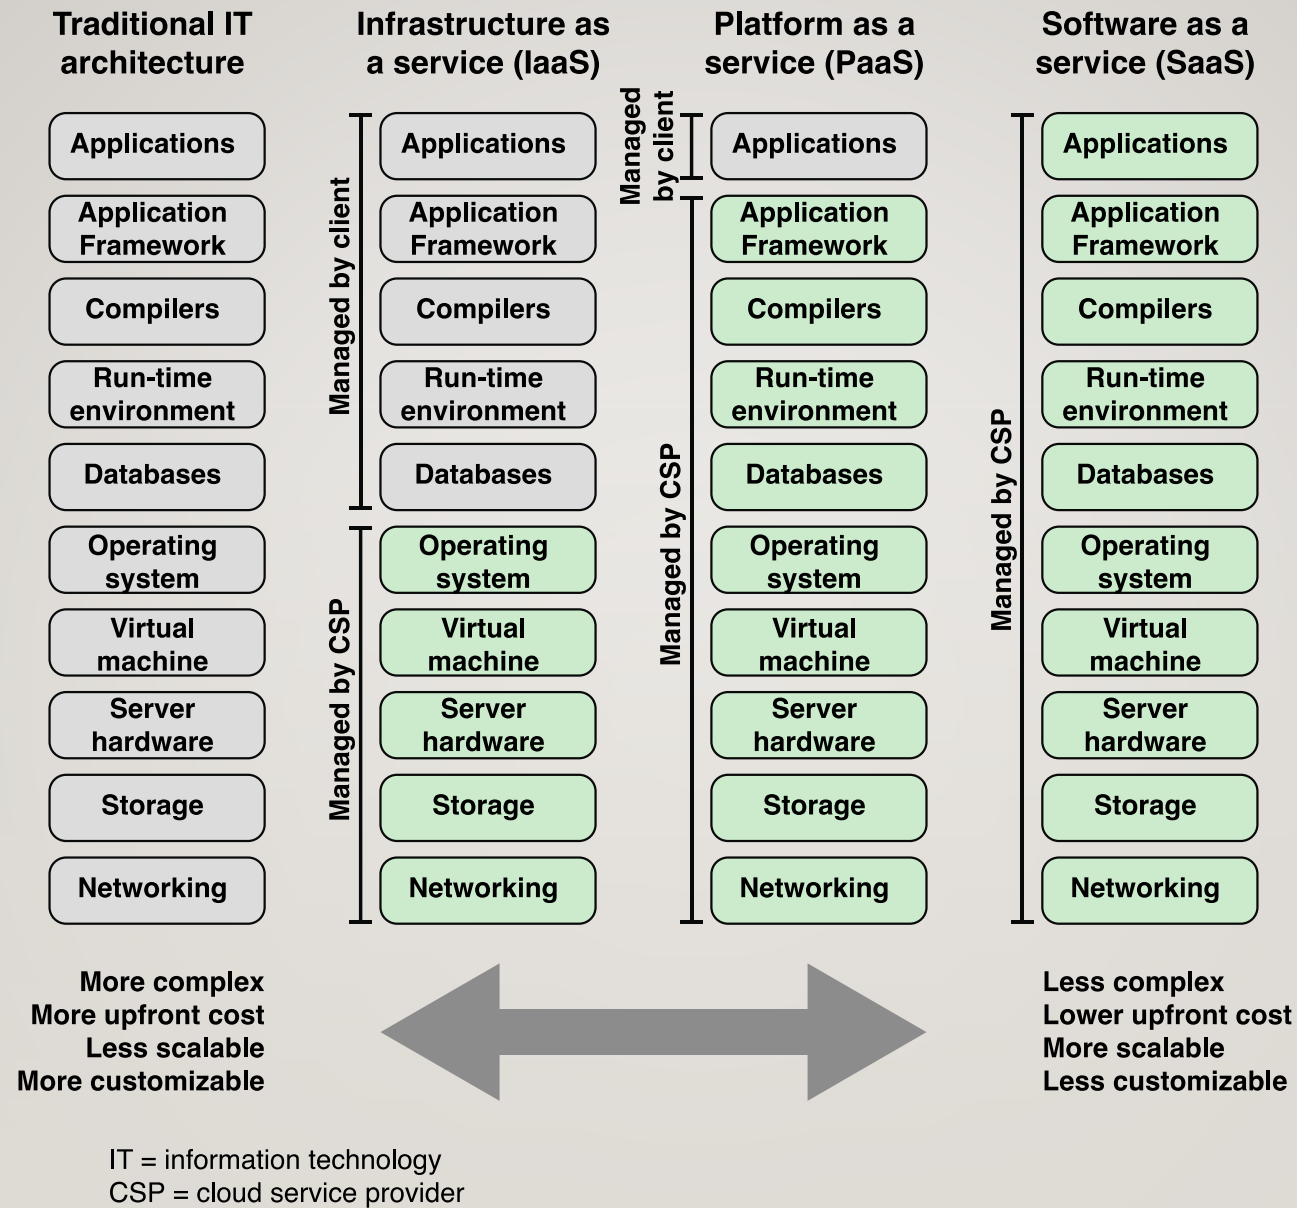 Traditional IT
architecture
Applications
Application
Framework
Compilers
Run-time
environment
Databases
Operating
system
Virtual
machine
Server
hardware
Storage
Networking
Infrastructure as
a service (IaaS)
Managed by client
Managed by CSP
Applications
Application
Framework
Compilers
Run-time
environment
Databases
Operating
system
Virtual
machine
Server
hardware
Storage
Networking
Platform as a
service (PaaS)
Managed
by client
Managed by CSP
Applications
Application
Framework
Compilers
Run-time
environment
Databases
Operating
system
Virtual
machine
Server
hardware
Storage
Networking
Software as a
service (SaaS)
Managed by CSP
Applications
Application
Framework
Compilers
Run-time
environment
Databases
Operating
system
Virtual
machine
Server
hardware
Storage
Networking
More complex
More upfront cost
Less scalable
More customizable
Less complex
Lower upfront cost
More scalable
Less customizable
IT = information technology
CSP = cloud service provider